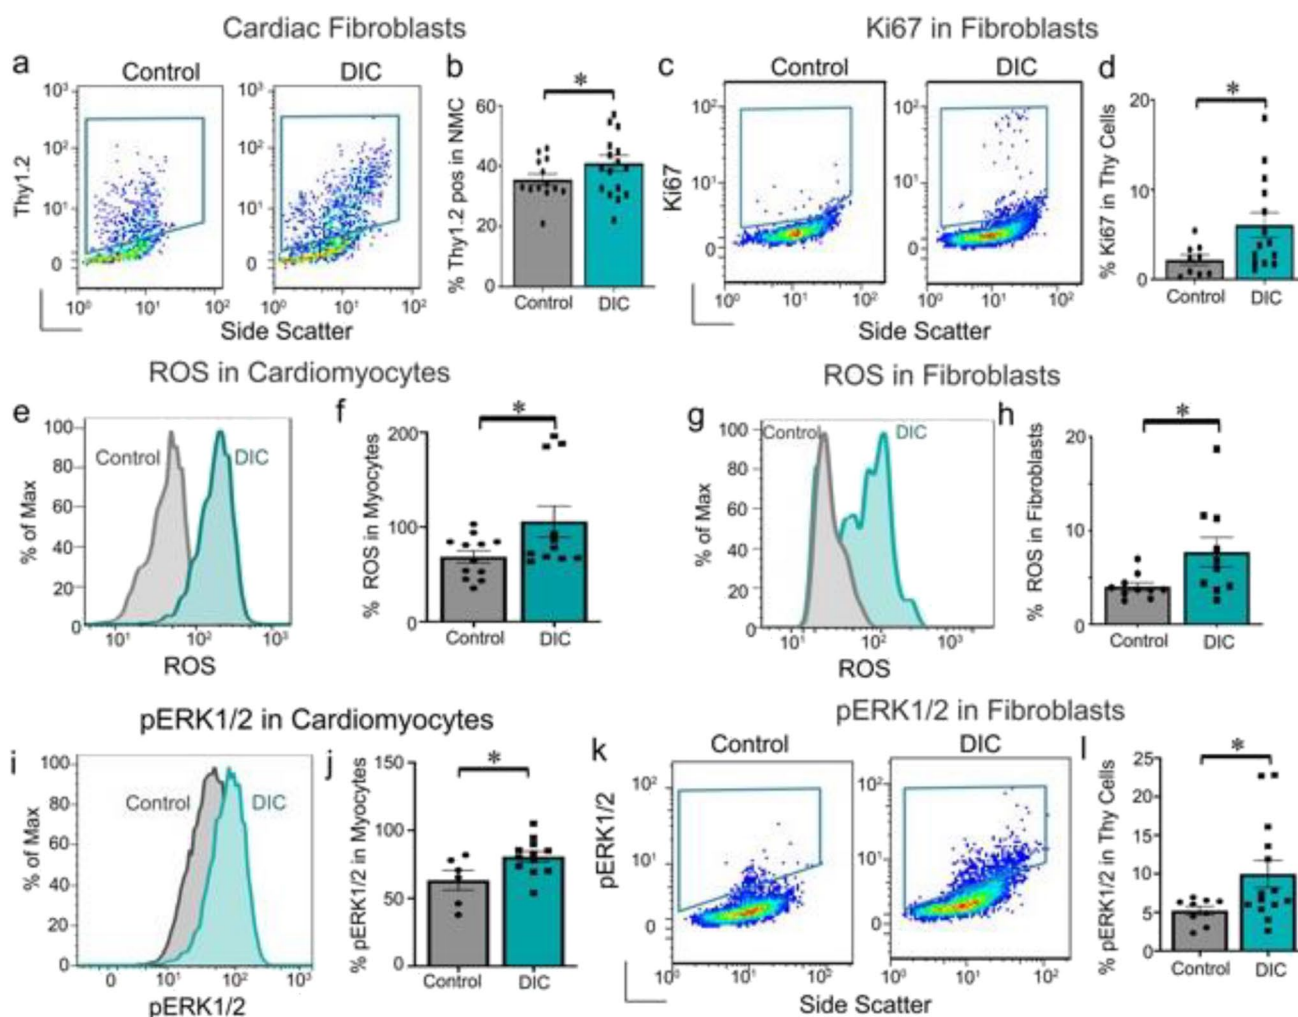 Cardiac Fibroblasts
Ki67 in Fibroblasts
a
Control
DIC
Thy1.2
10³
10²
10¹
0
10³
10²
10¹
0
10⁰ 10¹ 10²
10⁰ 10¹ 10²
Side Scatter
b
*
% Thy1.2 pos in NMC
60
40
20
0
Control
DIC
c
Control
DIC
Ki67
10²
10¹
0
10²
10¹
0
10⁰ 10¹ 10²
10⁰ 10¹ 10²
Side Scatter
d
*
% Ki67 in Thy Cells
20
10
0
Control
DIC
ROS in Cardiomyocytes
ROS in Fibroblasts
e
% of Max
100
80
60
40
20
Control
DIC
0
10¹ 10² 10³
ROS
f
*
% ROS in Myocytes
200
100
0
Control
DIC
g
% of Max
100
80
60
40
20
0
Control
DIC
10¹ 10² 10³
ROS
h
*
% ROS in Fibroblasts
20
10
0
Control
DIC
pERK1/2 in Cardiomyocytes
pERK1/2 in Fibroblasts
i
% of Max
100
80
60
40
20
0
Control
DIC
0 10¹ 10² 10³
pERK1/2
j
*
% pERK1/2 in Myocytes
150
100
50
0
Control
DIC
k
Control
DIC
pERK1/2
10²
10¹
0
10²
10¹
0
10⁰ 10¹ 10²
10⁰ 10¹ 10²
Side Scatter
l
*
% pERK1/2 in Thy Cells
25
20
15
10
5
0
Control
DIC